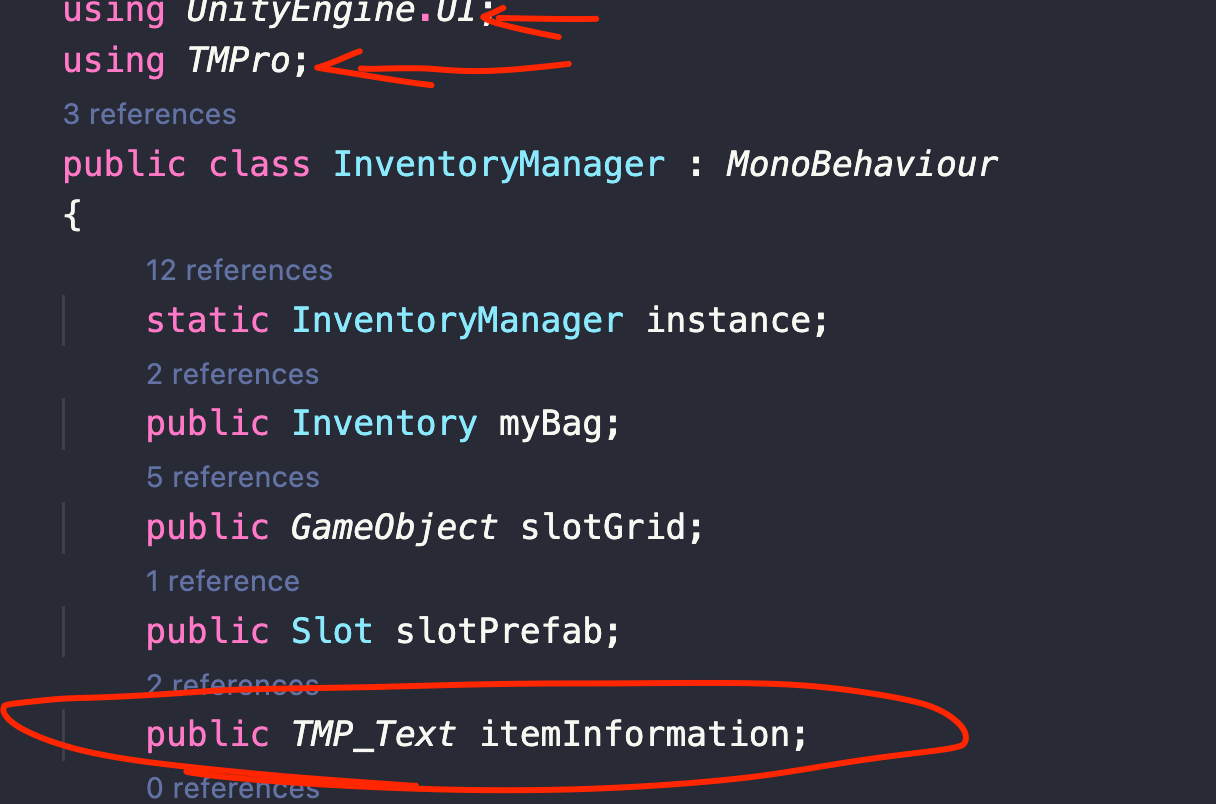 using UnityEngine.UI;
using TMPro;
3 references
public class InventoryManager : MonoBehaviour
{
12 references
static InventoryManager instance;
2 references
public Inventory myBag;
5 references
public GameObject slotGrid;
1 reference
public Slot slotPrefab;
2 references
public TMP_Text itemInformation;
0 references